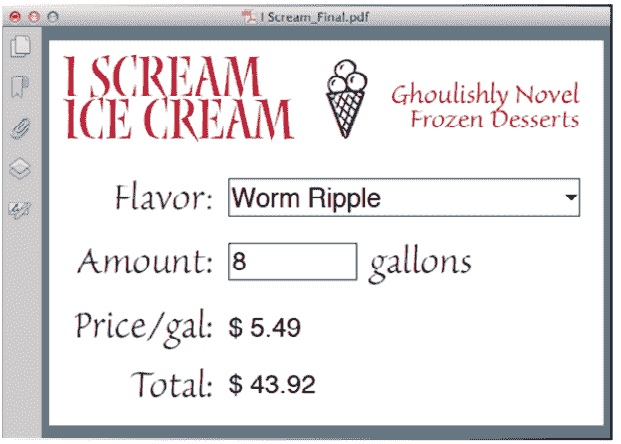 I Scream_Final.pdf
I SCREAM
ICE CREAM
Ghoulishly Novel
Frozen Desserts
Flavor: Worm Ripple
Amount: 8 gallons
Price/gal: $ 5.49
Total: $ 43.92